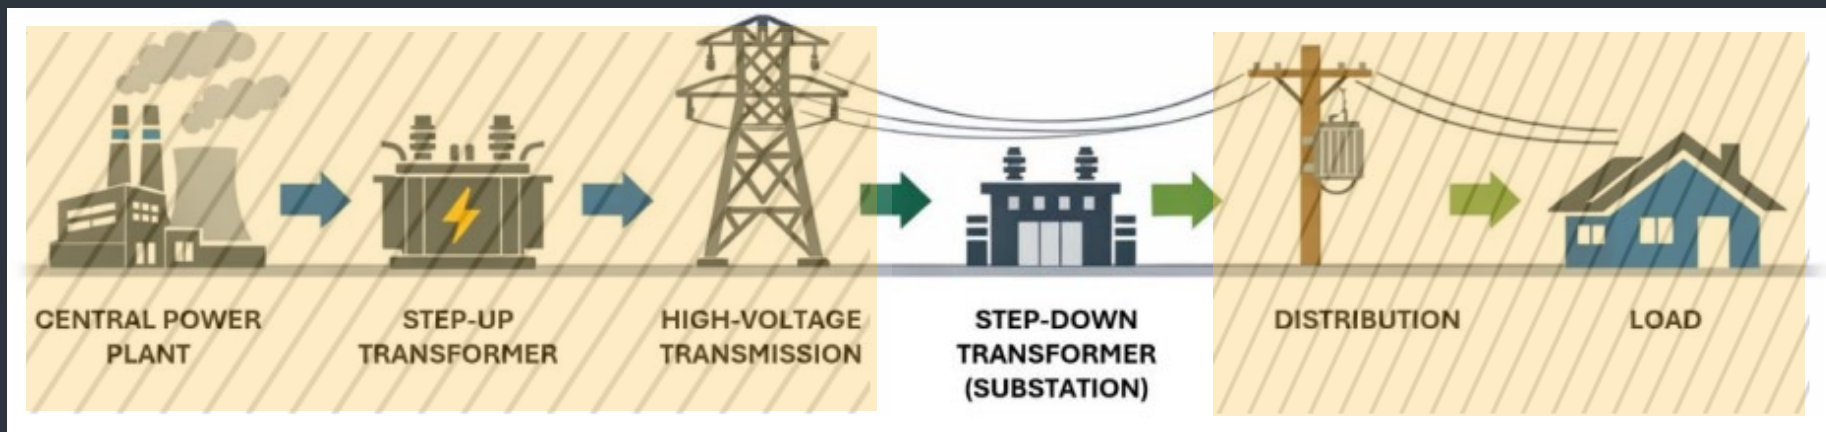 CENTRAL POWER
PLANT
STEP-UP
TRANSFORMER
HIGH-VOLTAGE
TRANSMISSION
STEP-DOWN
TRANSFORMER
(SUBSTATION)
DISTRIBUTION
LOAD